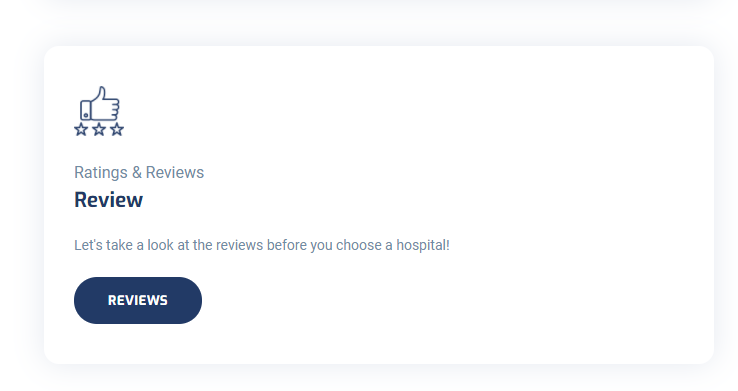 Ratings & Reviews
Review
Let's take a look at the reviews before you choose a hospital!
REVIEWS